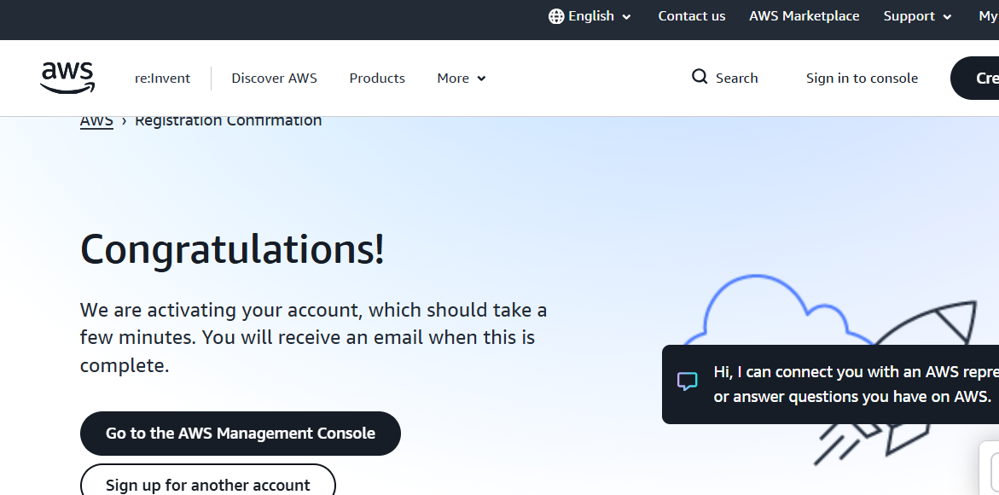 English Contact us AWS Marketplace Support My
aws re:Invent Discover AWS Products More Search Sign in to console Cre
AWS › Registration Confirmation
Congratulations!
We are activating your account, which should take a
few minutes. You will receive an email when this is
complete.
Hi, I can connect you with an AWS repre
or answer questions you have on AWS.
Go to the AWS Management Console
Sign up for another account